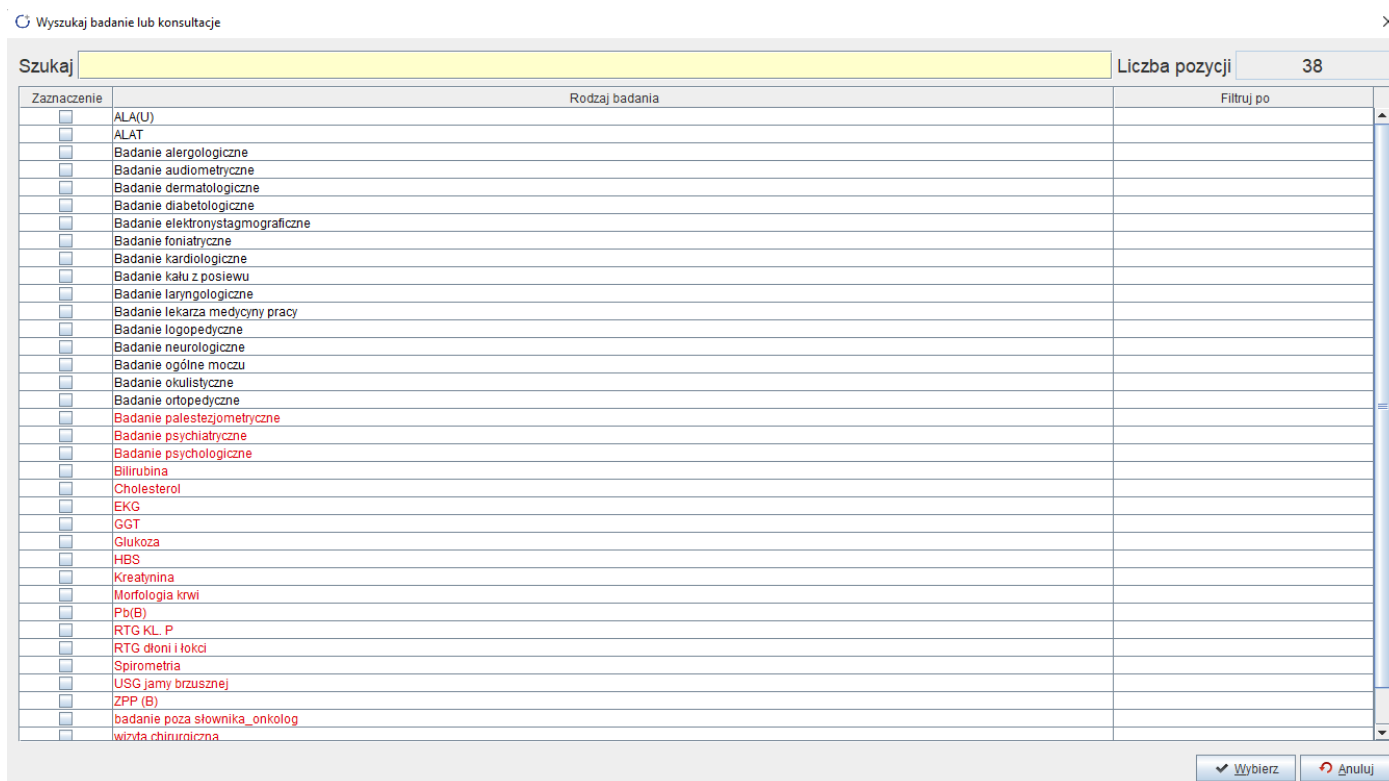 Wyszukaj badanie lub konsultacje
Szukaj Liczba pozycji 38
Zaznaczenie Rodzaj badania Filtruj po
ALA(U)
ALAT
Badanie alergologiczne
Badanie audiometryczne
Badanie dermatologiczne
Badanie diabetologiczne
Badanie elektronystagmograficzne
Badanie foniatryczne
Badanie kardiologiczne
Badanie kału z posiewu
Badanie laryngologiczne
Badanie lekarza medycyny pracy
Badanie logopedyczne
Badanie neurologiczne
Badanie ogólne moczu
Badanie okulistyczne
Badanie ortopedyczne
Badanie palestezjometryczne
Badanie psychiatryczne
Badanie psychologiczne
Bilirubina
Cholesterol
EKG
GGT
Glukoza
HBS
Kreatynina
Morfologia krwi
Pb(B)
RTG KL. P
RTG dłoni i łokci
Spirometria
USG jamy brzusznej
ZPP (B)
badanie poza słownika_onkolog
wizyta chirurgiczna
Wybierz Anuluj